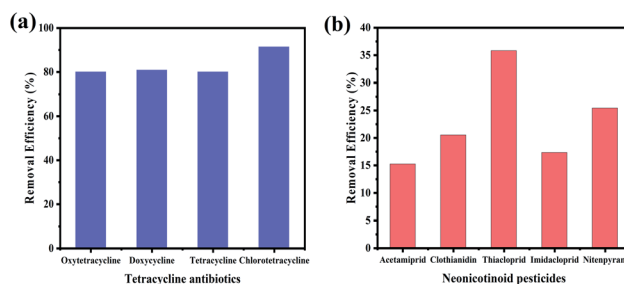 (a)
100
80
60
40
20
0
Removal Efficiency (%)
Oxytetracycline Doxycycline Tetracycline Chlorotetracycline
Tetracycline antibiotics
(b)
40
35
30
25
20
15
10
5
0
Removal Efficiency (%)
Acetamiprid Clothianidin Thiacloprid Imidacloprid Nitenpyram
Neonicotinoid pesticides